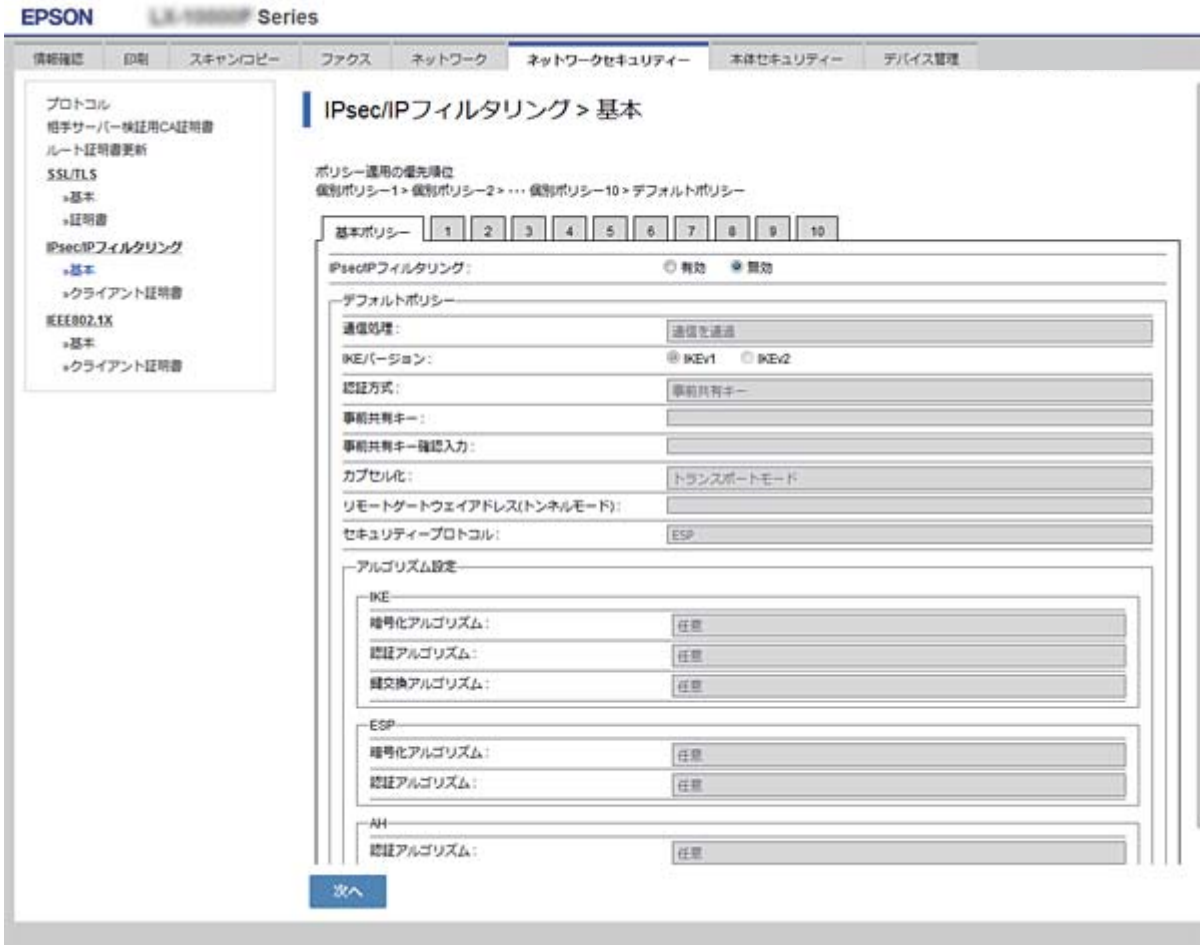 EPSON Series
情報確認 印刷 スキャン/コピー ファクス ネットワーク ネットワークセキュリティー 本体セキュリティー デバイス管理
プロトコル
相手サーバー検証用CA証明書
ルート証明書更新
SSL/TLS
»基本
»証明書
IPsec/IPフィルタリング
»基本
»クライアント証明書
IEEE802.1X
»基本
»クライアント証明書
IPsec/IPフィルタリング > 基本
ポリシー適用の優先順位
個別ポリシー1 > 個別ポリシー2 > ··· 個別ポリシー10 > デフォルトポリシー
基本ポリシー 1 2 3 4 5 6 7 8 9 10
IPsec/IPフィルタリング : 有効 無効
デフォルトポリシー
通信処理 : 通信を通過
IKEバージョン : IKEv1 IKEv2
認証方式 : 事前共有キー
事前共有キー :
事前共有キー確認入力 :
カプセル化 : トランスポートモード
リモートゲートウェイアドレス(トンネルモード) :
セキュリティープロトコル : ESP
アルゴリズム設定
IKE
暗号化アルゴリズム : 任意
認証アルゴリズム : 任意
鍵交換アルゴリズム : 任意
ESP
暗号化アルゴリズム : 任意
認証アルゴリズム : 任意
AH
認証アルゴリズム : 任意
次へ